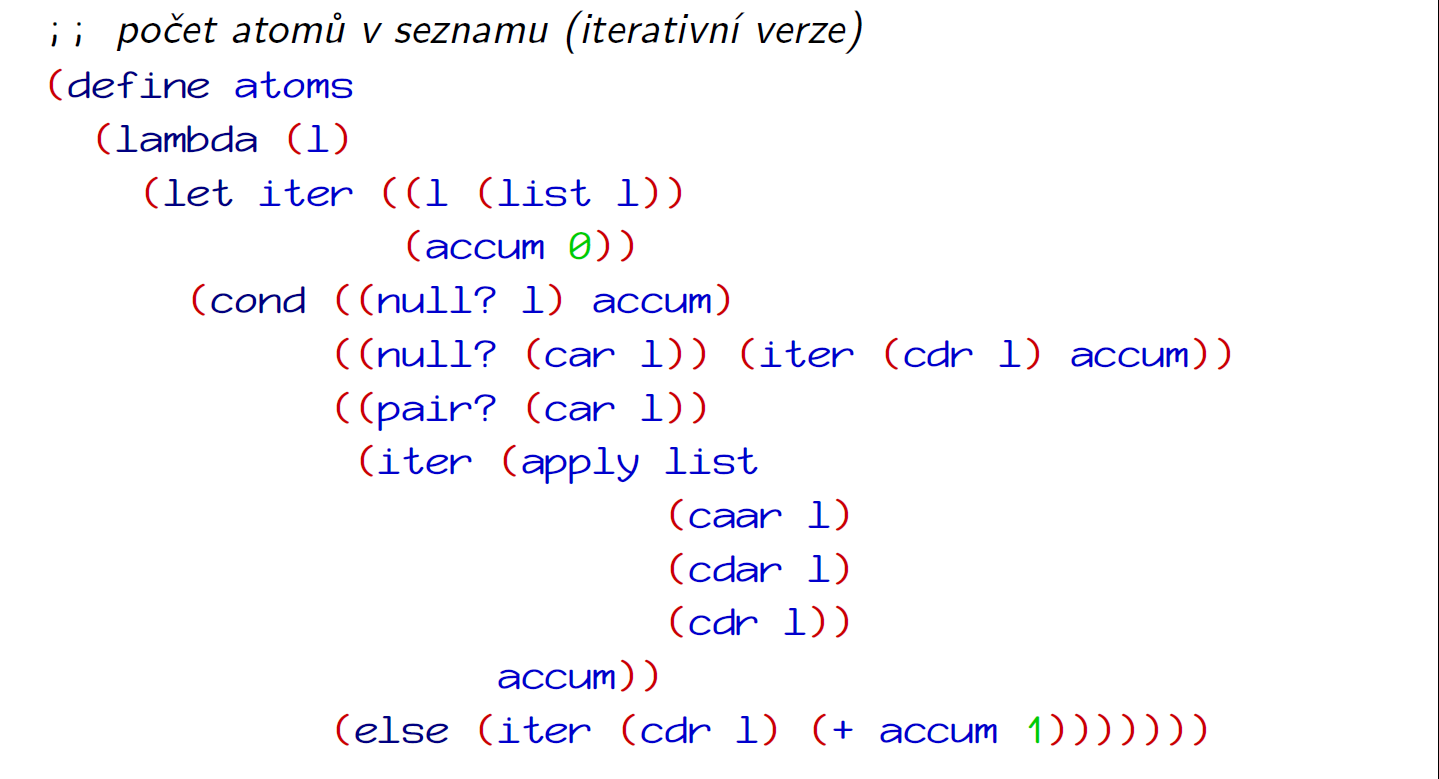 ;; počet atomů v seznamu (iterativní verze)
(define atoms
  (lambda (l)
    (let iter ((l (list l))
               (accum 0))
      (cond ((null? l) accum)
            ((null? (car l)) (iter (cdr l) accum))
            ((pair? (car l))
             (iter (apply list
                          (caar l)
                          (cdar l)
                          (cdr l))
                   accum))
            (else (iter (cdr l) (+ accum 1)))))))